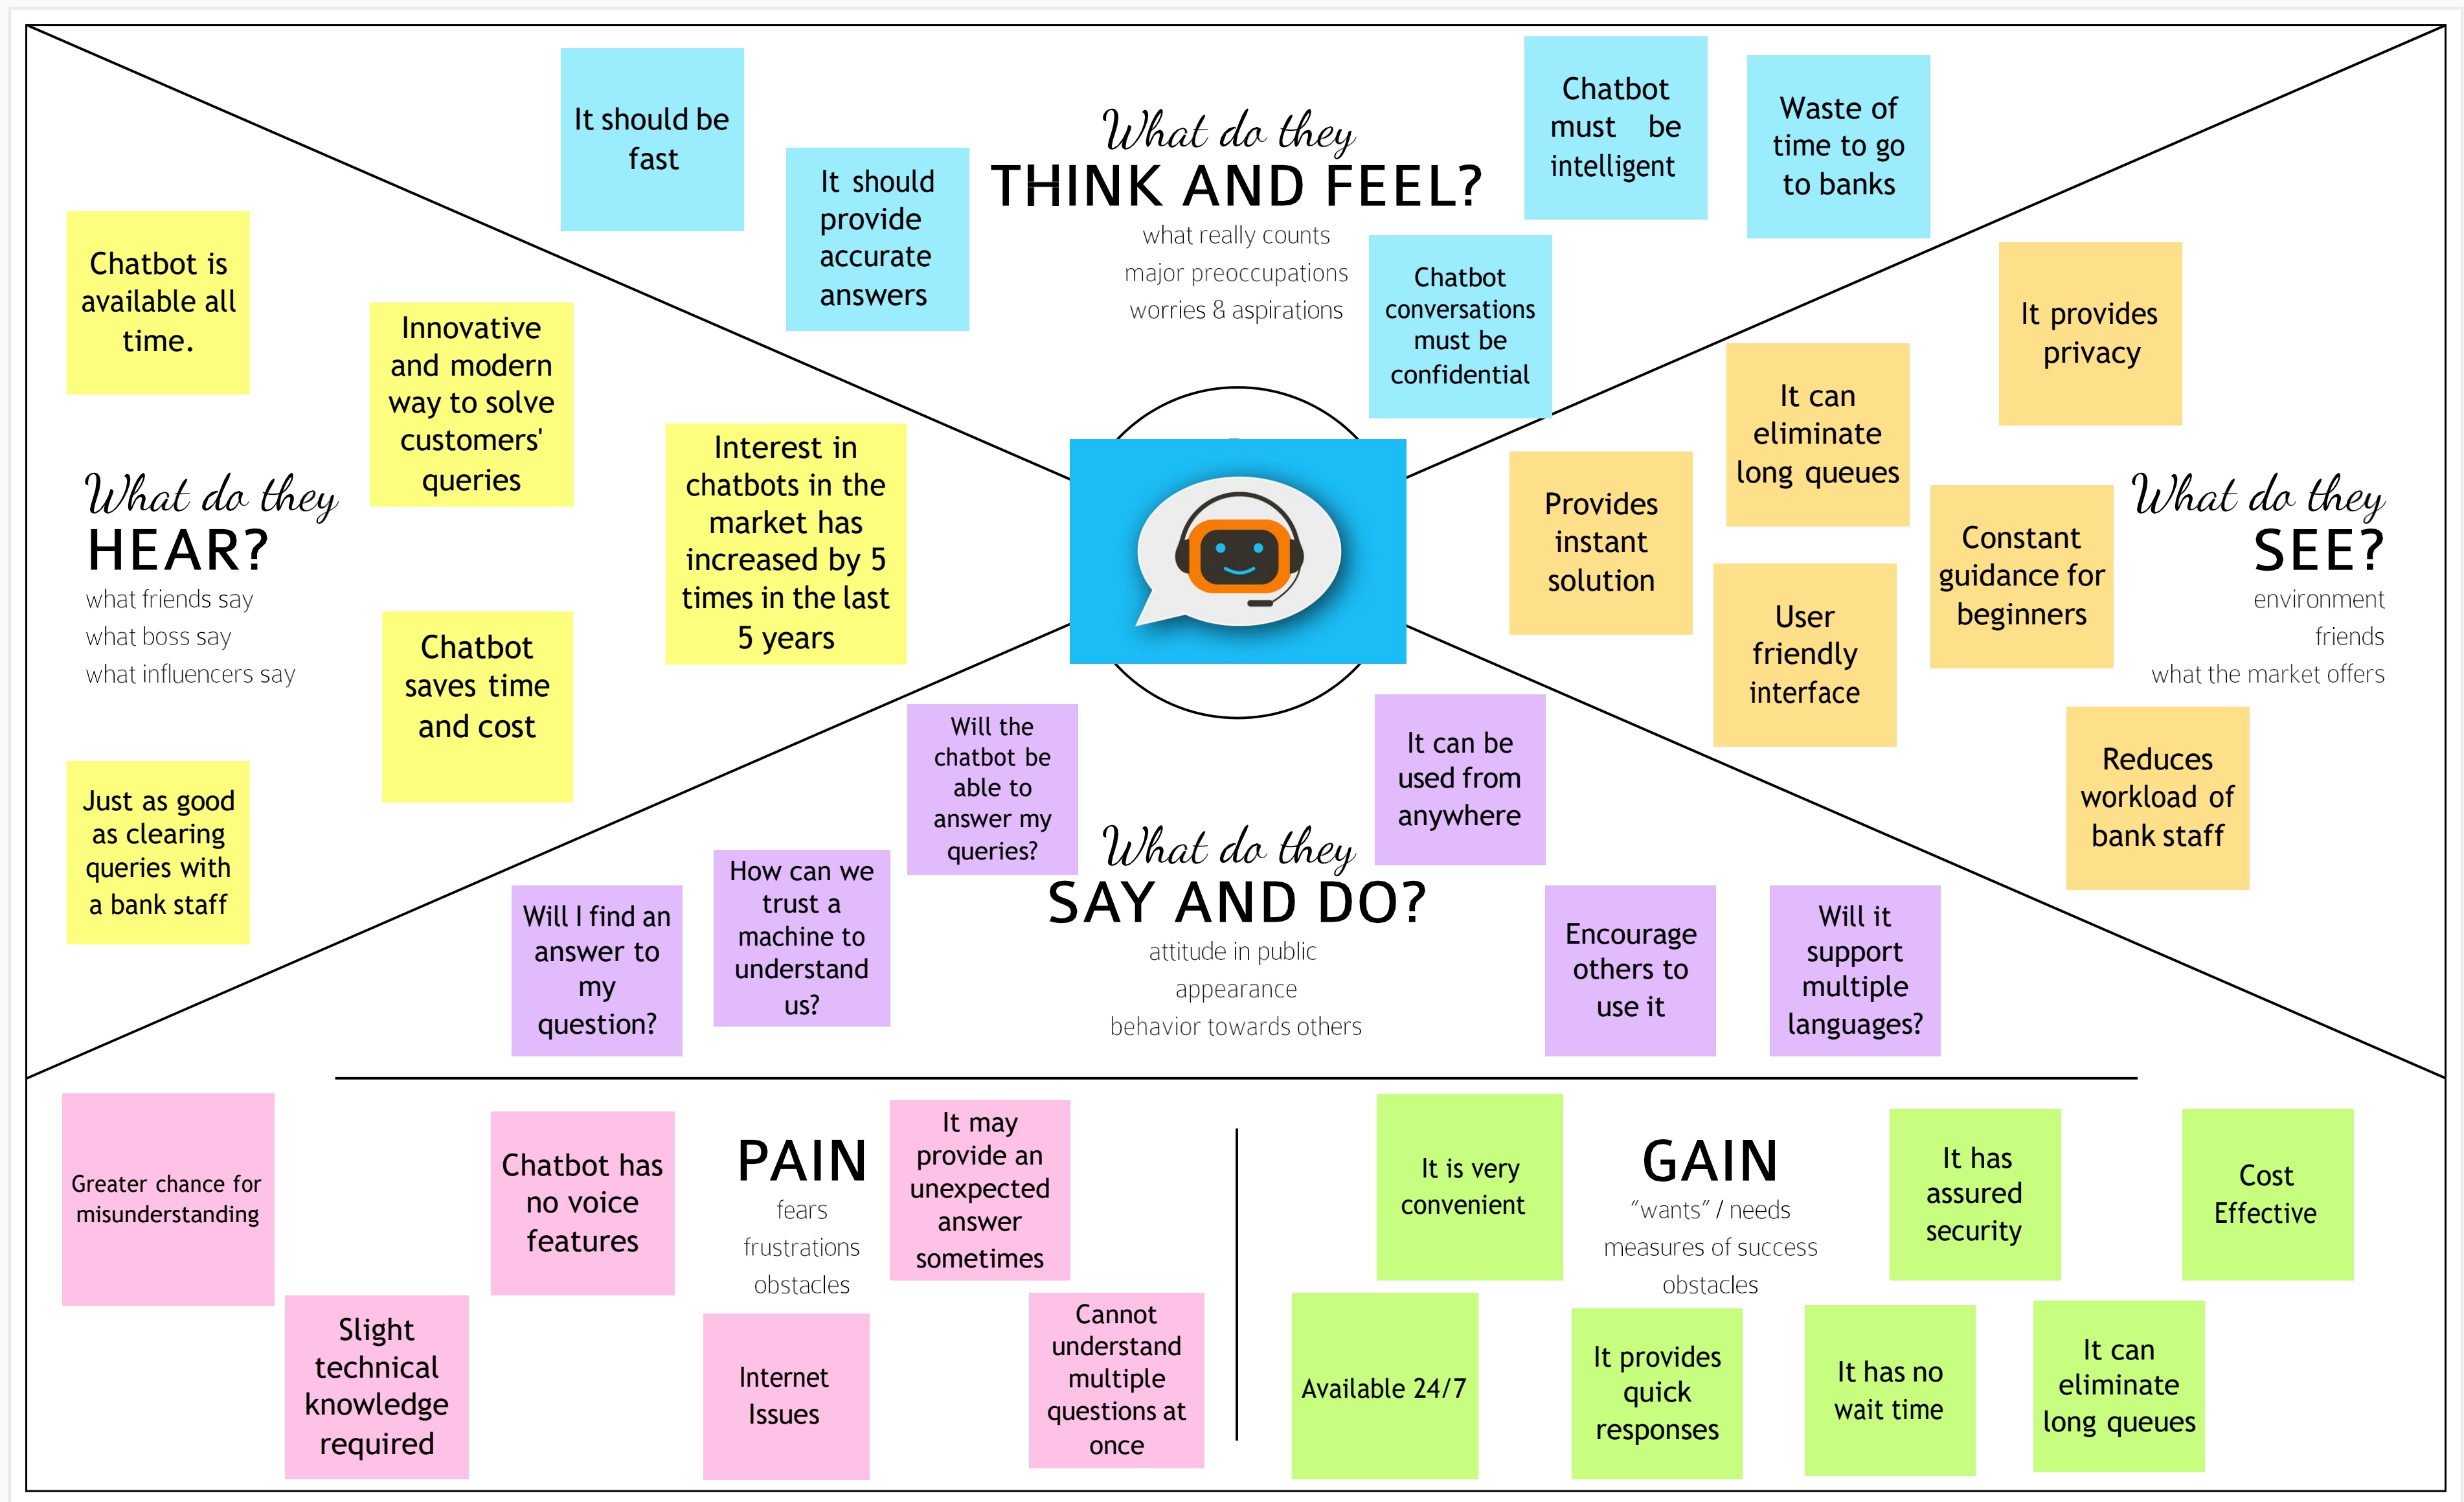 It should be
fast
It should
provide
accurate
answers
What do they
THINK AND FEEL?
what really counts
major preoccupations
worries & aspirations
Chatbot
must be
intelligent
Waste of
time to go
to banks
Chatbot
conversations
must be
confidential
Chatbot is
available all
time.
Innovative
and modern
way to solve
customers'
queries
Interest in
chatbots in the
market has
increased by 5
times in the last
5 years
What do they
HEAR?
what friends say
what boss say
what influencers say
Chatbot
saves time
and cost
Just as good
as clearing
queries with
a bank staff
It provides
privacy
It can
eliminate
long queues
Provides
instant
solution
Constant
guidance for
beginners
User
friendly
interface
What do they
SEE?
environment
friends
what the market offers
Reduces
workload of
bank staff
Will the
chatbot be
able to
answer my
queries?
It can be
used from
anywhere
How can we
trust a
machine to
understand
us?
Will I find an
answer to
my
question?
What do they
SAY AND DO?
attitude in public
appearance
behavior towards others
Encourage
others to
use it
Will it
support
multiple
languages?
Greater chance for
misunderstanding
Chatbot has
no voice
features
PAIN
fears
frustrations
obstacles
It may
provide an
unexpected
answer
sometimes
Slight
technical
knowledge
required
Internet
Issues
Cannot
understand
multiple
questions at
once
It is very
convenient
GAIN
“wants” / needs
measures of success
obstacles
It has
assured
security
Cost
Effective
Available 24/7
It provides
quick
responses
It has no
wait time
It can
eliminate
long queues